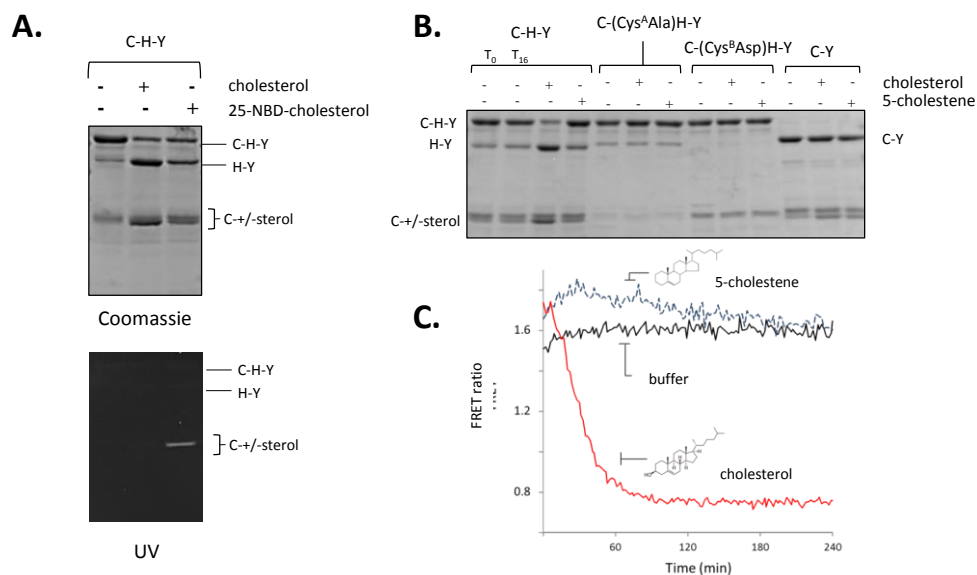 A.
C-H-Y
- + -
cholesterol
- - +
25-NBD-cholesterol
C-H-Y
H-Y
C-+/-sterol
Coomassie
C-H-Y
H-Y
C-+/-sterol
UV
B.
C-(CysᴬAla)H-Y
C-H-Y
C-(CysᴮAsp)H-Y
C-Y
T₀ T₁₆
- - + - - + - - + - - + -
cholesterol
- - - + - - + - - + - - +
5-cholestene
C-H-Y
H-Y
C-Y
C-+/-sterol
C.
5-cholestene
buffer
HO
H
H
H
cholesterol
FRET ratio
1.6
1.2
0.8
60 120 180 240
Time (min)